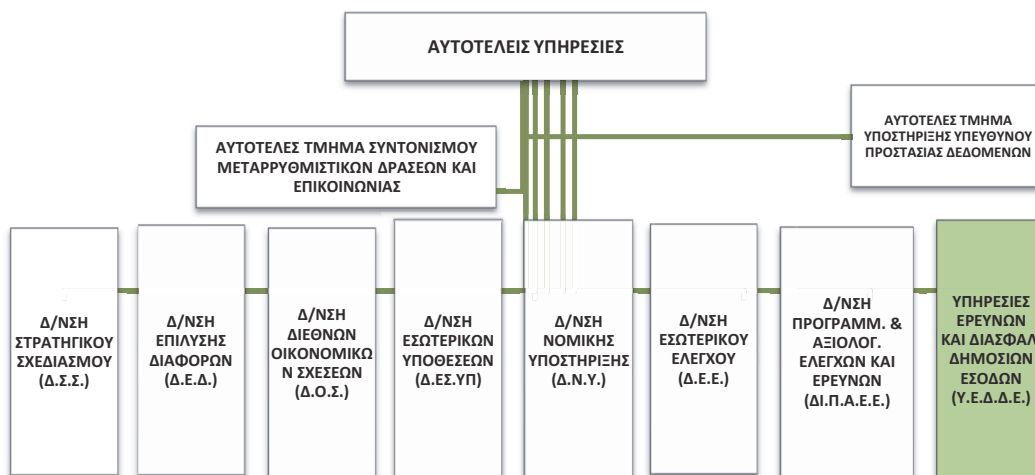 ΑΥΤΟΤΕΛΕΙΣ ΥΠΗΡΕΣΙΕΣ
ΑΥΤΟΤΕΛΕΣ ΤΜΗΜΑ ΣΥΝΤΟΝΙΣΜΟΥ
ΜΕΤΑΡΡΥΘΜΙΣΤΙΚΩΝ ΔΡΑΣΕΩΝ ΚΑΙ
ΕΠΙΚΟΙΝΩΝΙΑΣ
ΑΥΤΟΤΕΛΕΣ ΤΜΗΜΑ
ΥΠΟΣΤΗΡΙΞΗΣ ΥΠΕΥΘΥΝΟΥ
ΠΡΟΣΤΑΣΙΑΣ ΔΕΔΟΜΕΝΩΝ
Δ/ΝΣΗ
ΣΤΡΑΤΗΓΙΚΟΥ
ΣΧΕΔΙΑΣΜΟΥ
(Δ.Σ.Σ.)
Δ/ΝΣΗ
ΕΠΙΛΥΣΗΣ
ΔΙΑΦΟΡΩΝ
(Δ.Ε.Δ.)
Δ/ΝΣΗ
ΔΙΕΘΝΩΝ
ΟΙΚΟΝΟΜΙΚΩ
Ν ΣΧΕΣΕΩΝ
(Δ.Ο.Σ.)
Δ/ΝΣΗ
ΕΣΩΤΕΡΙΚΩΝ
ΥΠΟΘΕΣΕΩΝ
(Δ.ΕΣ.ΥΠ)
Δ/ΝΣΗ
ΝΟΜΙΚΗΣ
ΥΠΟΣΤΗΡΙΞΗΣ
(Δ.Ν.Υ.)
Δ/ΝΣΗ
ΕΣΩΤΕΡΙΚΟΥ
ΕΛΕΓΧΟΥ
(Δ.Ε.Ε.)
Δ/ΝΣΗ
ΠΡΟΓΡΑΜΜ. &
ΑΞΙΟΛΟΓ.
ΕΛΕΓΧΩΝ ΚΑΙ
ΕΡΕΥΝΩΝ
(ΔΙ.Π.Α.Ε.Ε.)
ΥΠΗΡΕΣΙΕΣ
ΕΡΕΥΝΩΝ
ΚΑΙ ΔΙΑΣΦΑΛ
ΔΗΜΟΣΙΩΝ
ΕΣΟΔΩΝ
(Υ.Ε.Δ.Δ.Ε.)